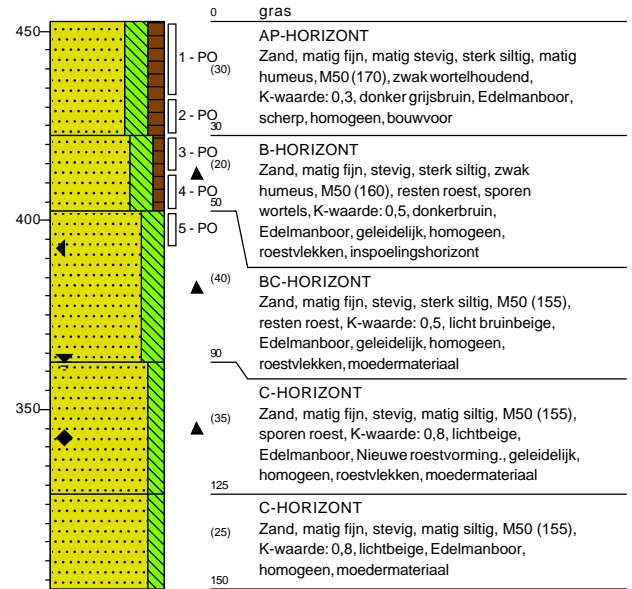 0 gras
450
AP-HORIZONT
1 - PO
(30)
Zand, matig fijn, matig stevig, sterk siltig, matig
humeus, M50 (170), zwak wortelhoudend,
K-waarde: 0,3, donker grijsbruin, Edelmanboor,
scherp, homogeen, bouwvoor
2 - PO
30
B-HORIZONT
3 - PO
(20)
Zand, matig fijn, stevig, sterk siltig, zwak
humeus, M50 (160), resten roest, sporen
wortels, K-waarde: 0,5, donkerbruin,
Edelmanboor, geleidelijk, homogeen,
roestvlekken, inspoelingshorizont
4 - PO
50
400
5 - PO
BC-HORIZONT
(40)
Zand, matig fijn, stevig, sterk siltig, M50 (155),
resten roest, K-waarde: 0,5, licht bruinbeige,
Edelmanboor, geleidelijk, homogeen,
roestvlekken, moedermateriaal
90
350
C-HORIZONT
(35)
Zand, matig fijn, stevig, matig siltig, M50 (155),
sporen roest, K-waarde: 0,8, lichtbeige,
Edelmanboor, Nieuwe roestvorming., geleidelijk,
homogeen, roestvlekken, moedermateriaal
125
C-HORIZONT
(25)
Zand, matig fijn, stevig, matig siltig, M50 (155),
K-waarde: 0,8, lichtbeige, Edelmanboor,
homogeen, moedermateriaal
150